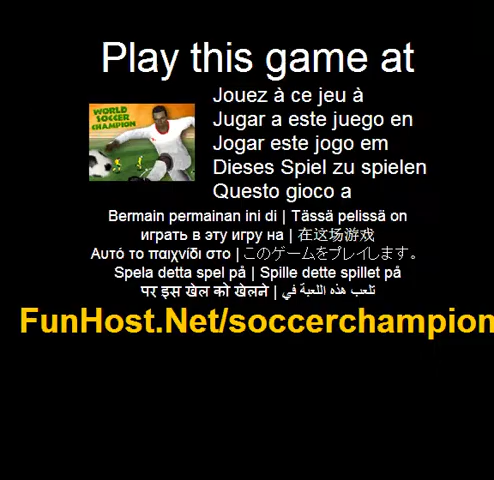 Play this game at
WORLD
SOCCER
CHAMPION
Jouez à ce jeu à
Jugar a este juego en
Jogar este jogo em
Dieses Spiel zu spielen
Questo gioco a
Bermain permainan ini di | Tässä pelissä on
играть в эту игру на | 在这场游戏
Αυτό το παιχνίδι στο | このゲームをプレイします。
Spela detta spel på | Spille dette spillet på
पर इस खेल को खेलने | تلعب هذه اللعبة في
FunHost.Net/soccerchampion